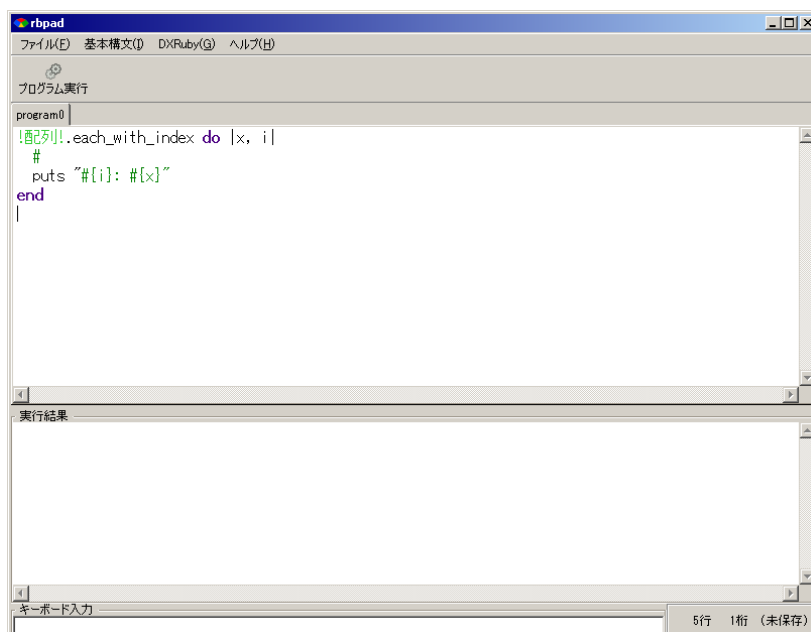 rbpad
ファイル(F) 基本構文(I) DXRuby(G) ヘルプ(H)
プログラム実行
program0
!配列!.each_with_index do |x, i|
#
puts "#{i}: #{x}"
end
実行結果
キーボード入力
5行 1桁 (未保存)